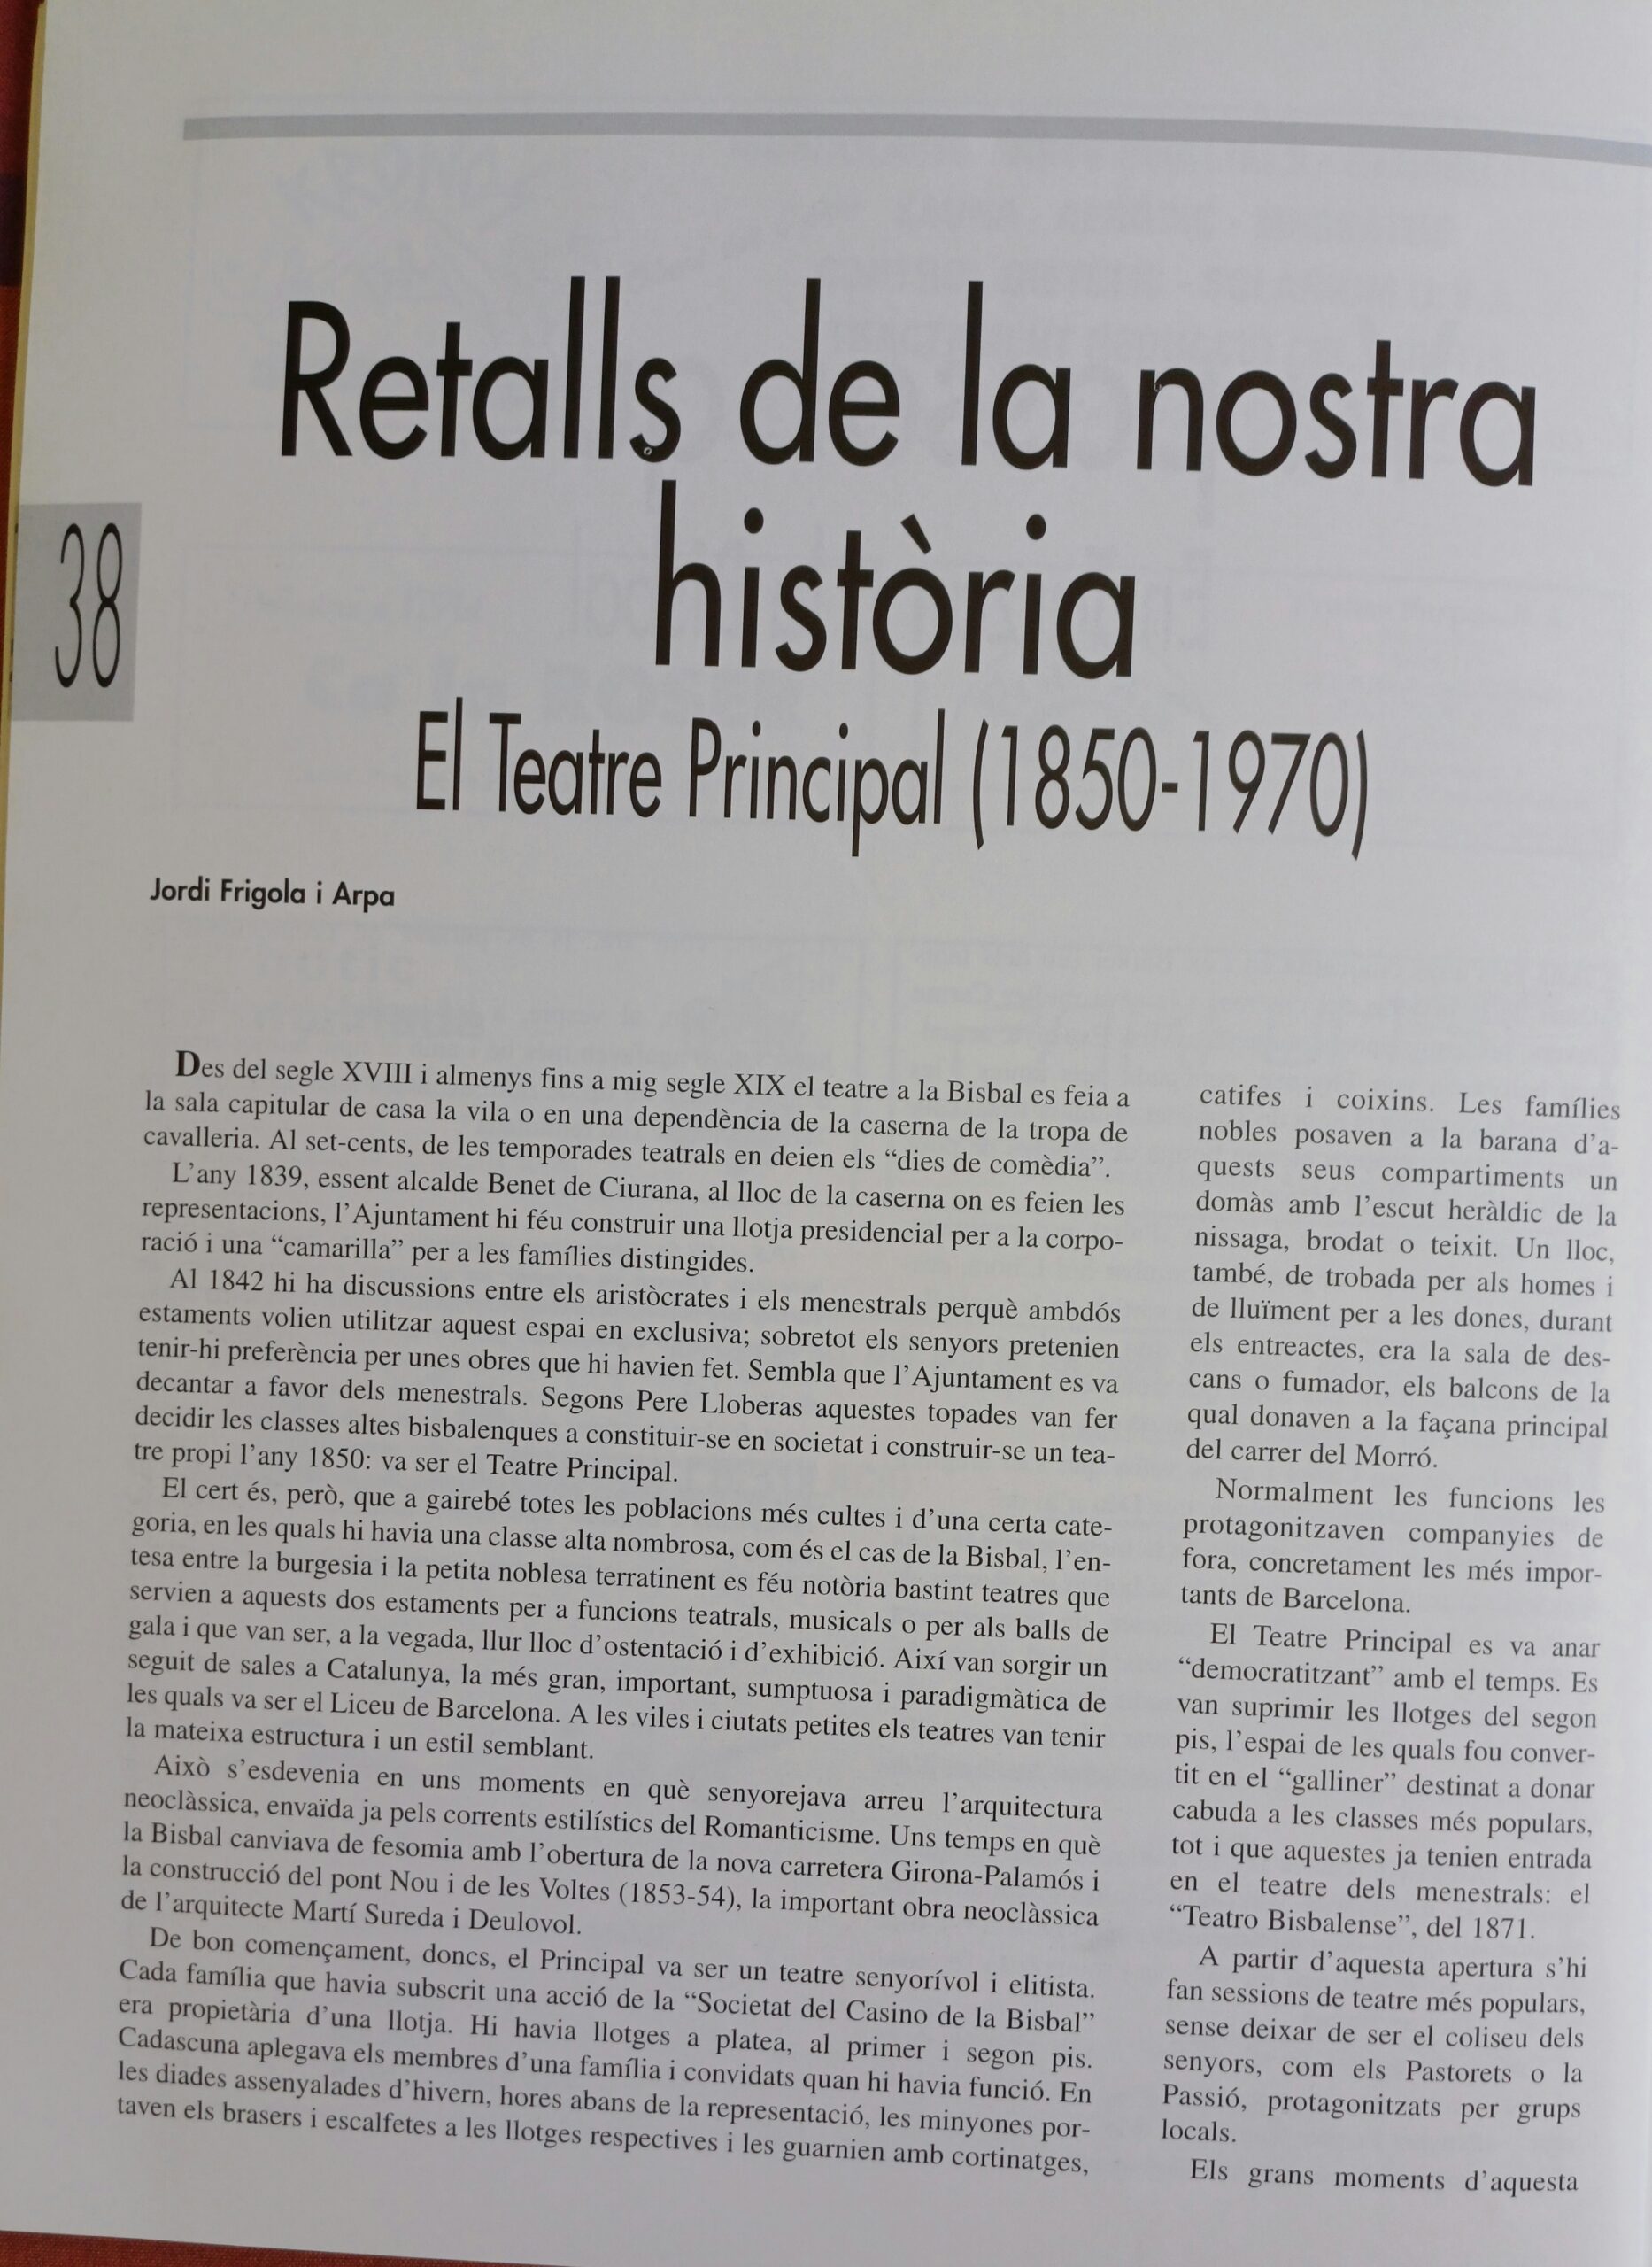 Retalls de la nostra
història
El Teatre Principal (1850-1970)
38
Jordi Frigola i Arpa
Des del segle XVIII i almenys fins a mig segle XIX el teatre a la Bisbal es feia a
la sala capitular de casa la vila o en una dependència de la caserna de la tropa de
cavalleria. Al set-cents, de les temporades teatrals en deien els “dies de comèdia”.
L’any 1839, essent alcalde Benet de Ciurana, al lloc de la caserna on es feien les
representacions, l’Ajuntament hi féu construir una llotja presidencial per a la corpo-
ració i una “camarilla” per a les famílies distingides.
Al 1842 hi ha discussions entre els aristòcrates i els menestrals perquè ambdós
estaments volien utilitzar aquest espai en exclusiva; sobretot els senyors pretenien
tenir-hi preferència per unes obres que hi havien fet. Sembla que l’Ajuntament es va
decantar a favor dels menestrals. Segons Pere Lloberas aquestes topades van fer
decidir les classes altes bisbalenques a constituir-se en societat i construir-se un tea-
tre propi l’any 1850: va ser el Teatre Principal.
El cert és, però, que a gairebé totes les poblacions més cultes i d’una certa cate-
goria, en les quals hi havia una classe alta nombrosa, com és el cas de la Bisbal, l’en-
tesa entre la burgesia i la petita noblesa terratinent es féu notòria bastint teatres que
servien a aquests dos estaments per a funcions teatrals, musicals o per als balls de
gala i que van ser, a la vegada, llur lloc d’ostentació i d’exhibició. Així van sorgir un
seguit de sales a Catalunya, la més gran, important, sumptuosa i paradigmàtica de
les quals va ser el Liceu de Barcelona. A les viles i ciutats petites els teatres van tenir
la mateixa estructura i un estil semblant.
Això s’esdevenia en uns moments en què senyorejava arreu l’arquitectura
neoclàssica, envaïda ja pels corrents estilístics del Romanticisme. Uns temps en què
la Bisbal canviava de fesomia amb l’obertura de la nova carretera Girona-Palamós i
la construcció del pont Nou i de les Voltes (1853-54), la important obra neoclàssica
de l’arquitecte Martí Sureda i Deulovol.
De bon començament, doncs, el Principal va ser un teatre senyorívol i elitista.
Cada família que havia subscrit una acció de la “Societat del Casino de la Bisbal”
era propietària d’una llotja. Hi havia llotges a platea, al primer i segon pis.
Cadascuna aplegava els membres d’una família i convidats quan hi havia funció. En
les diades assenyalades d’hivern, hores abans de la representació, les minyones por-
taven els brasers i escalfetes a les llotges respectives i les guarnien amb cortinatges,
catifes i coixins. Les famílies
nobles posaven a la barana d’a-
quests seus compartiments un
domàs amb l’escut heràldic de la
nissaga, brodat o teixit. Un lloc,
també, de trobada per als homes i
de lluïment per a les dones, durant
els entreactes, era la sala de des-
cans o fumador, els balcons de la
qual donaven a la façana principal
del carrer del Morró.
Normalment les funcions les
protagonitzaven companyies de
fora, concretament les més impor-
tants de Barcelona.
El Teatre Principal es va anar
“democratitzant” amb el temps. Es
van suprimir les llotges del segon
pis, l’espai de les quals fou conver-
tit en el “galliner” destinat a donar
cabuda a les classes més populars,
tot i que aquestes ja tenien entrada
en el teatre dels menestrals: el
“Teatro Bisbalense”, del 1871.
A partir d’aquesta apertura s’hi
fan sessions de teatre més populars,
sense deixar de ser el coliseu dels
senyors, com els Pastorets o la
Passió, protagonitzats per grups
locals.
Els grans moments d’aquesta